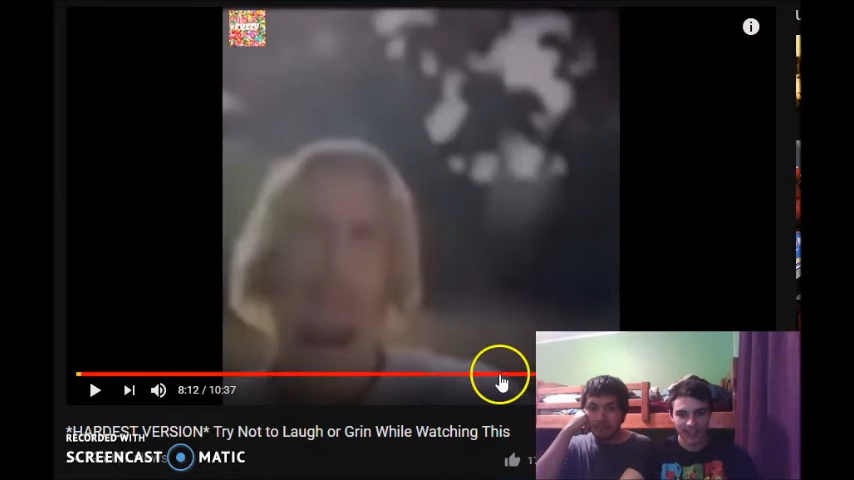 8:12 / 10:37
*HARDEST VERSION* Try Not to Laugh or Grin While Watching This
RECORDED WITH
SCREENCAST MATIC